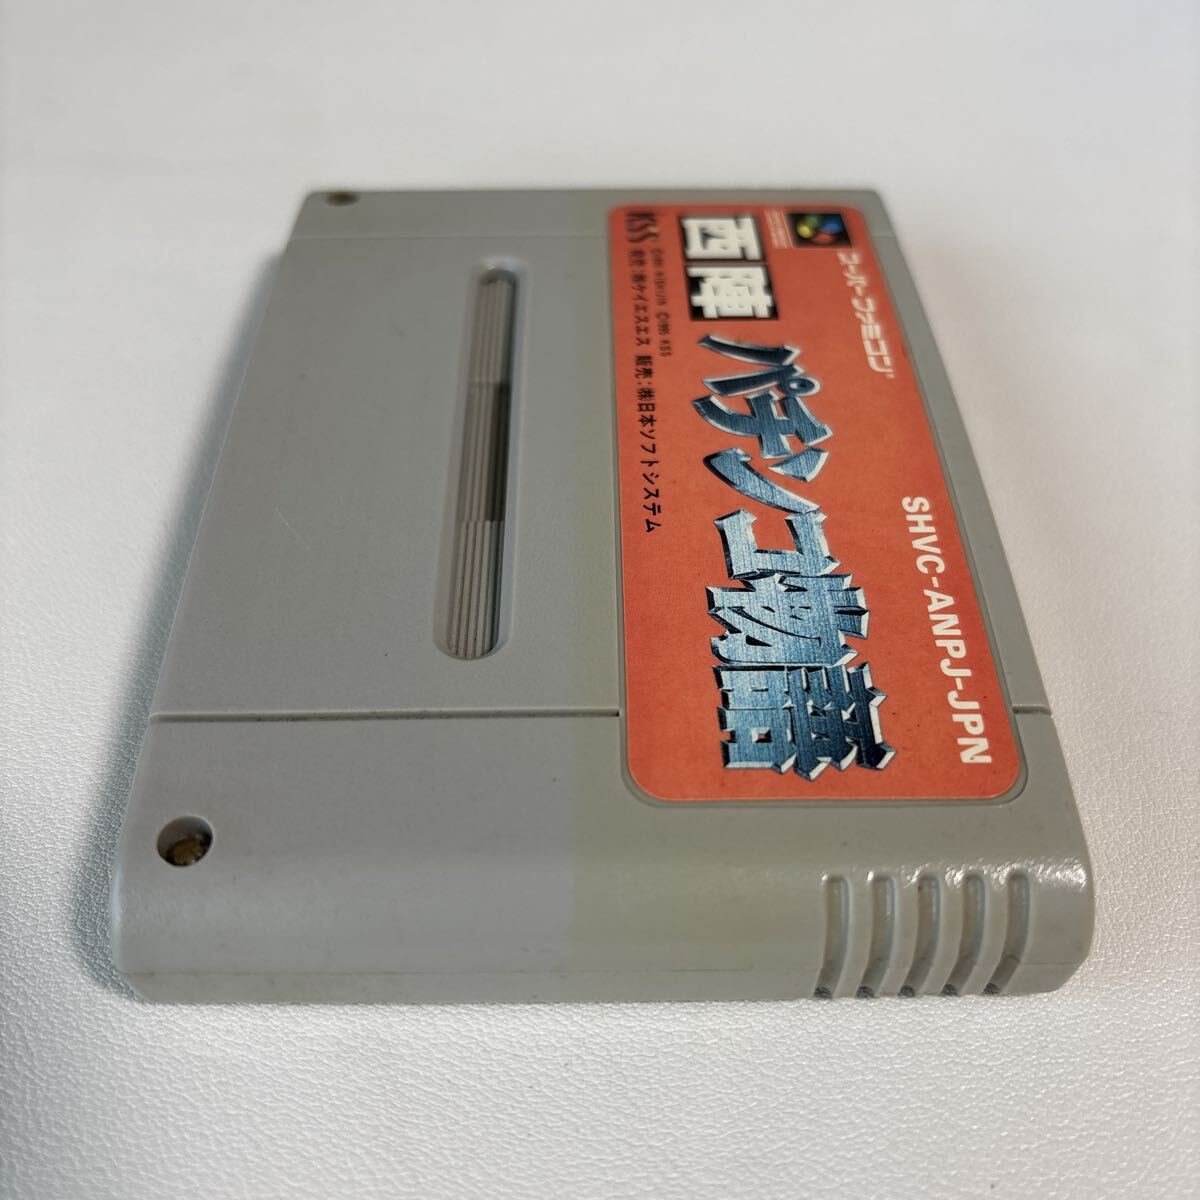 スーパーファミコン
SHVC-ANPJ-JPN
西陣
パチンコ物語
©1995 KSS
KSS 発売:㈱ケイエスエス 販売:㈱日本ソフトシステム